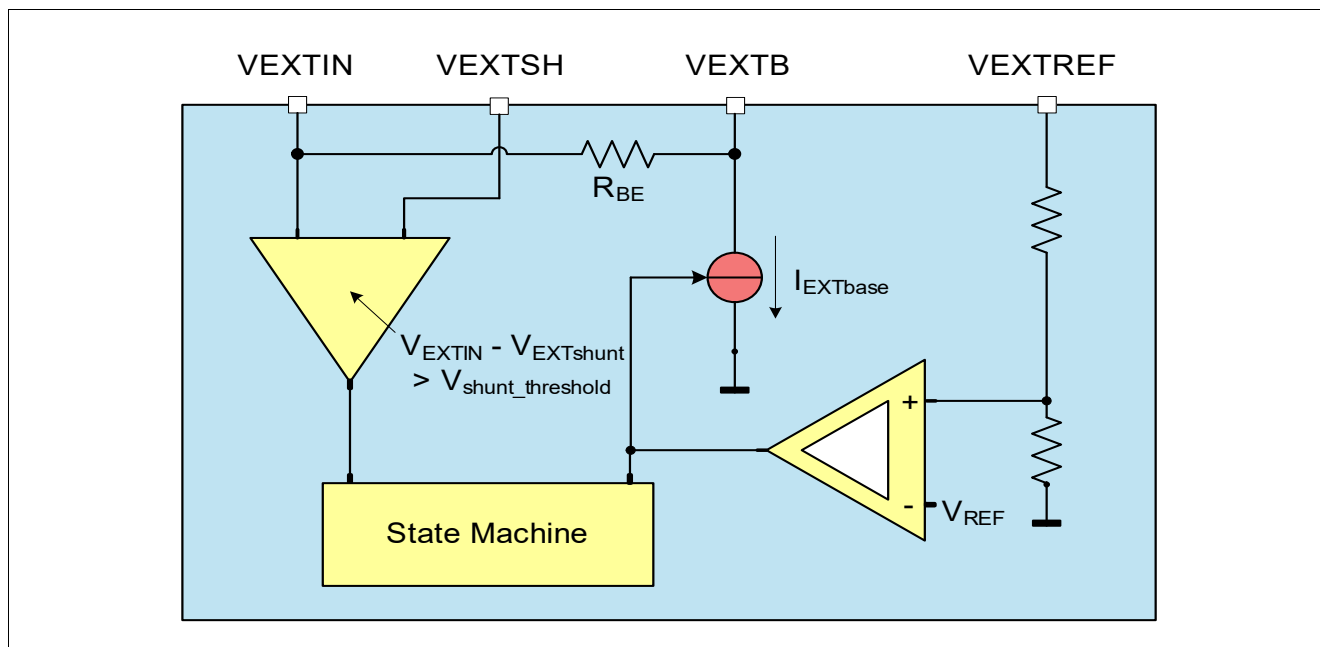 VEXTIN VEXTSH VEXTB VEXTREF
RBE
IEXTbase
VEXTIN - VEXTshunt
> Vshunt_threshold
+
- VREF
State Machine